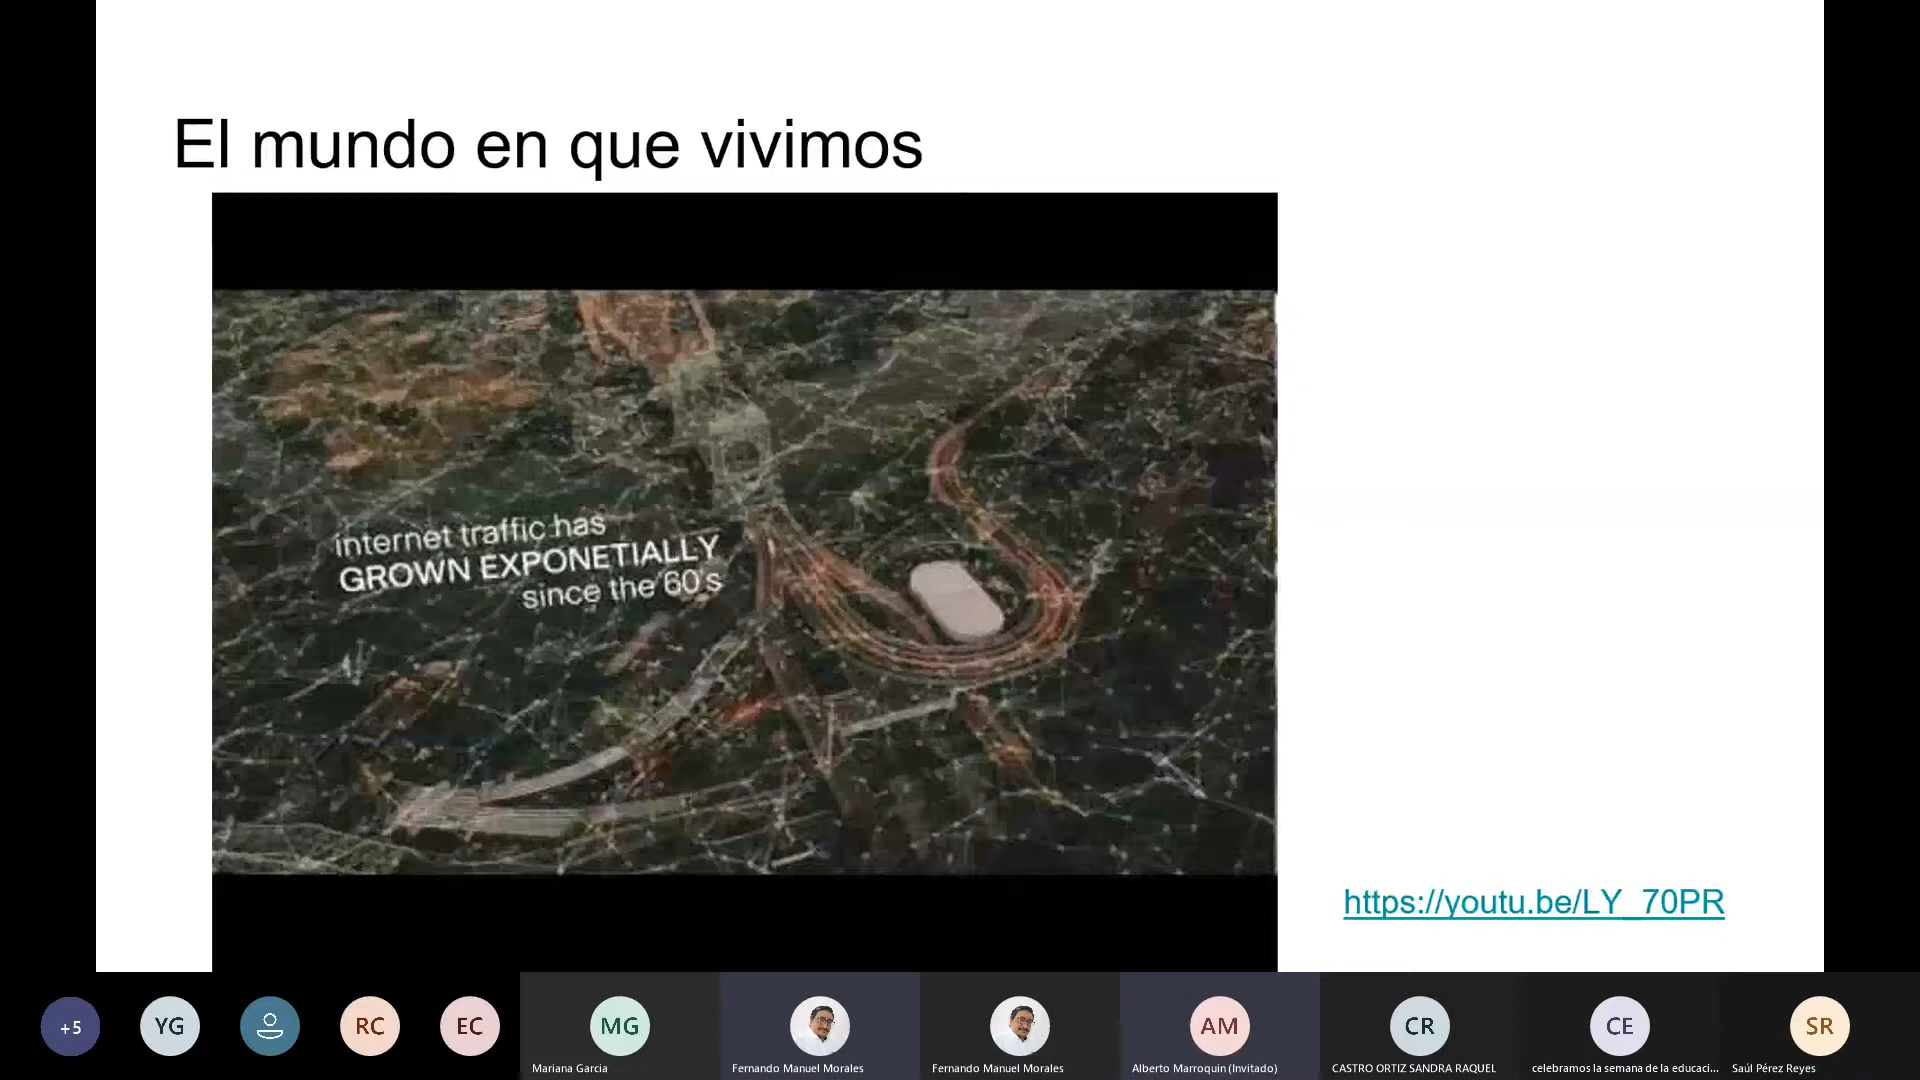 El mundo en que vivimos
internet traffic has
GROWN EXPONETIALLY
since the 60's
https://youtu.be/LY_70PR
+5
YG
RC
EC
MG
AM
CR
CE
SR
Mariana Garcia
Fernando Manuel Morales
Fernando Manuel Morales
Alberto Marroquin (Invitado)
CASTRO ORTIZ SANDRA RAQUEL
celebramos la semana de la educaci...
Saúl Pérez Reyes